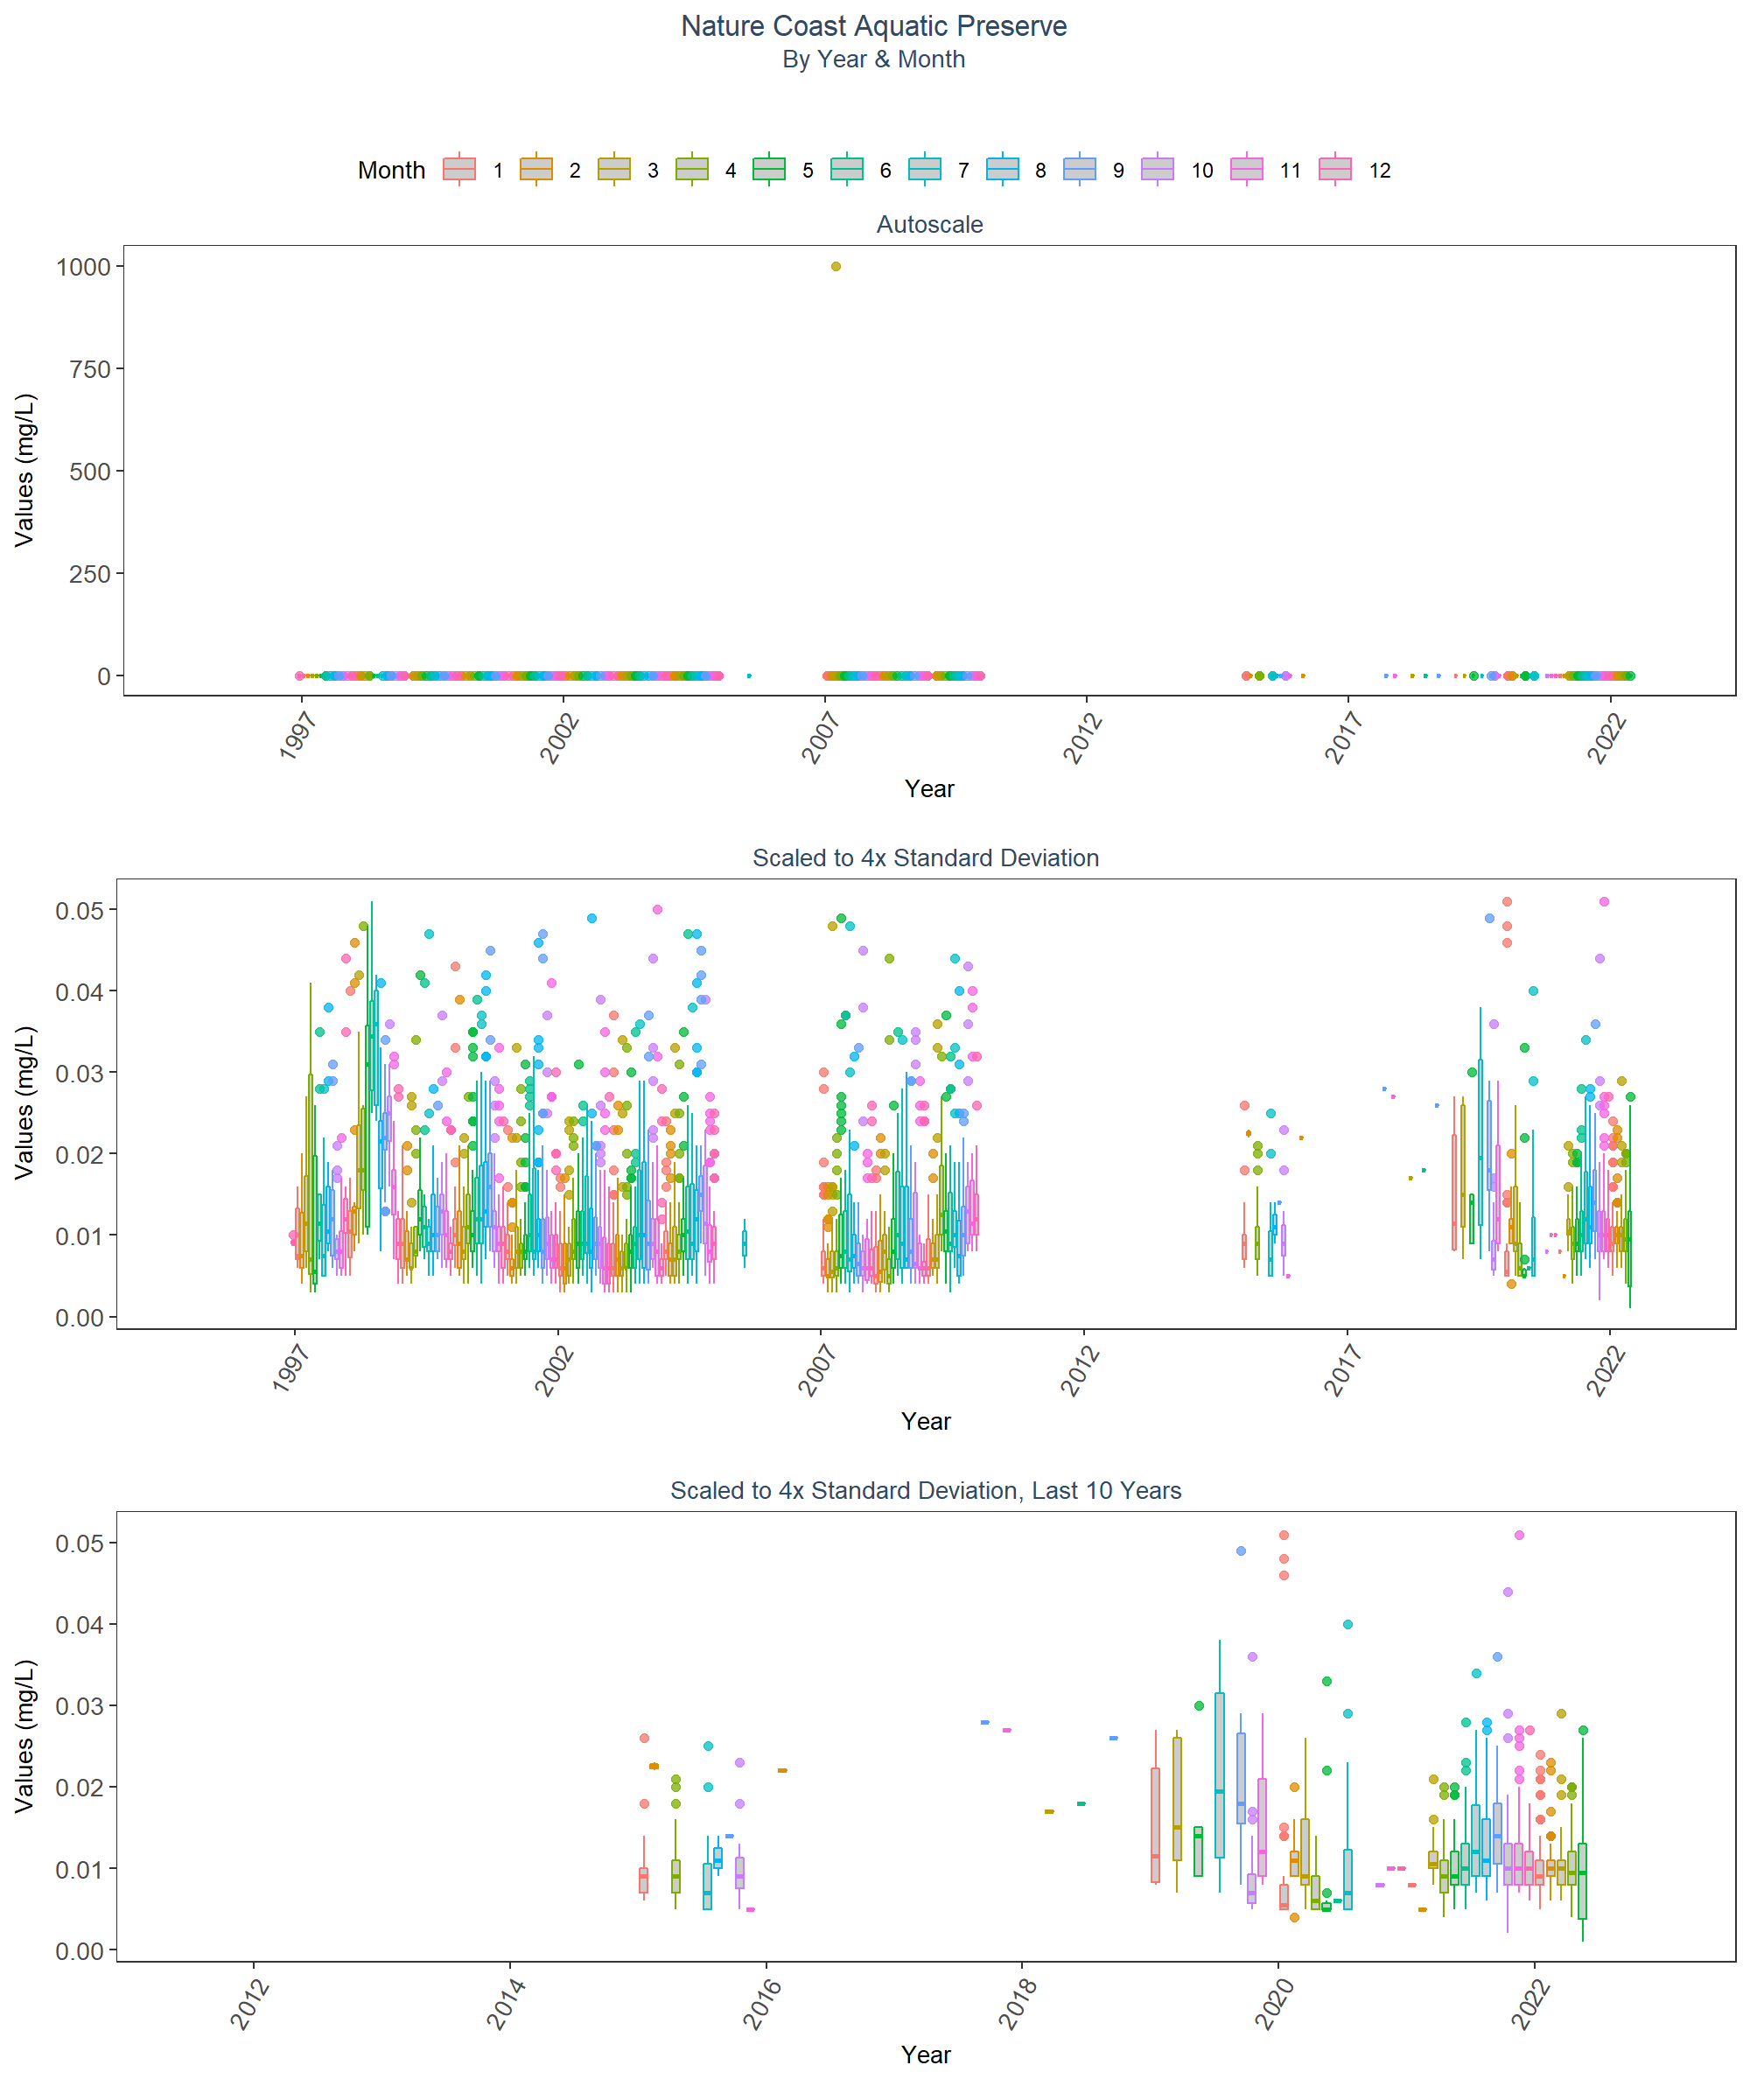 Nature Coast Aquatic Preserve
By Year & Month
Month 1 2 3 4 5 6 7 8 9 10 11 12
Autoscale
Values (mg/L)
1000
750
500
250
0
1997 2002 2007 2012 2017 2022
Year
Scaled to 4x Standard Deviation
Values (mg/L)
0.05
0.04
0.03
0.02
0.01
0.00
1997 2002 2007 2012 2017 2022
Year
Scaled to 4x Standard Deviation, Last 10 Years
Values (mg/L)
0.05
0.04
0.03
0.02
0.01
0.00
2012 2014 2016 2018 2020 2022
Year